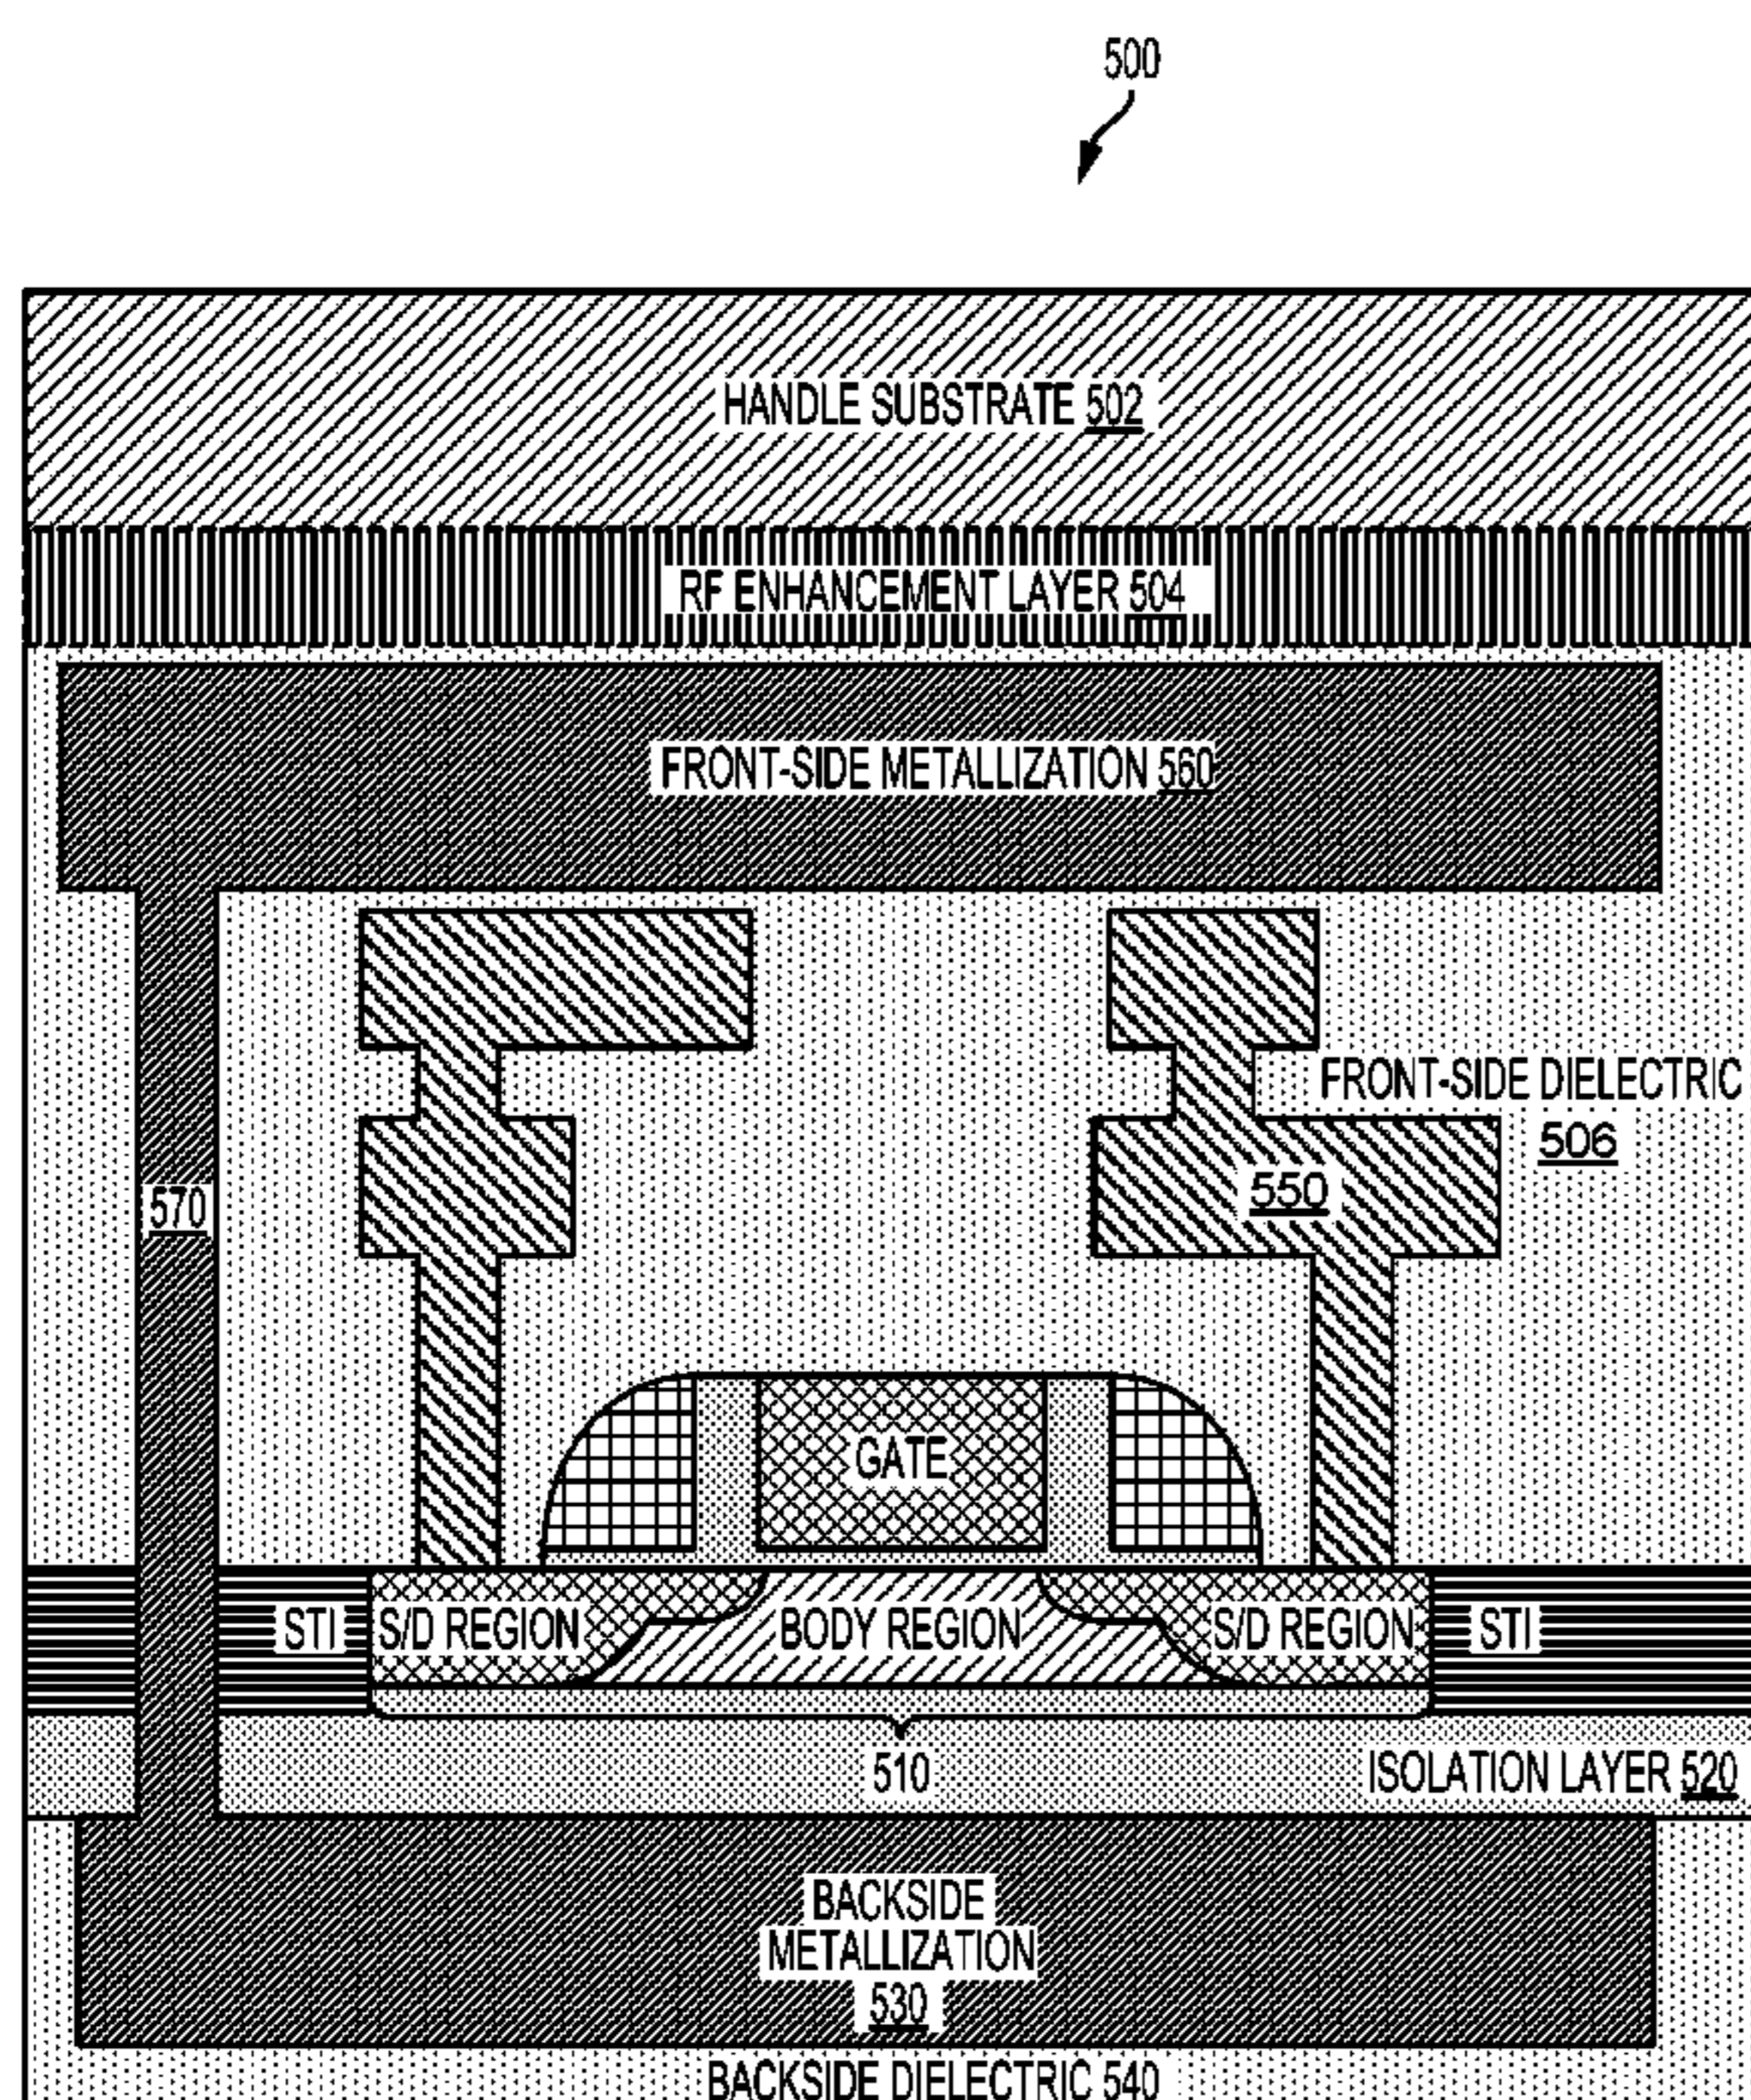 500
HANDLE SUBSTRATE 502
RF ENHANCEMENT LAYER 504
FRONT-SIDE METALLIZATION 560
FRONT-SIDE DIELECTRIC
506
550
570
GATE
STI
S/D REGION
BODY REGION
S/D REGION
STI
510
ISOLATION LAYER 520
BACKSIDE
METALLIZATION
530
BACKSIDE DIELECTRIC 540